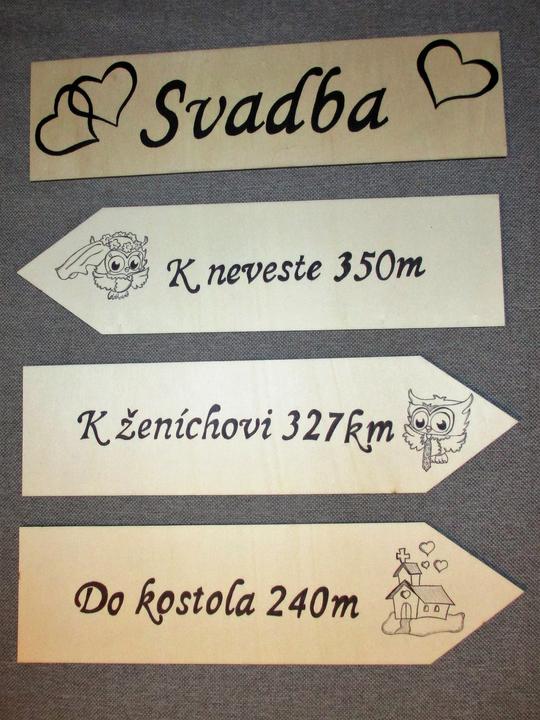 Svadba
K neveste 350m
K ženíchovi 327km
Do kostola 240m